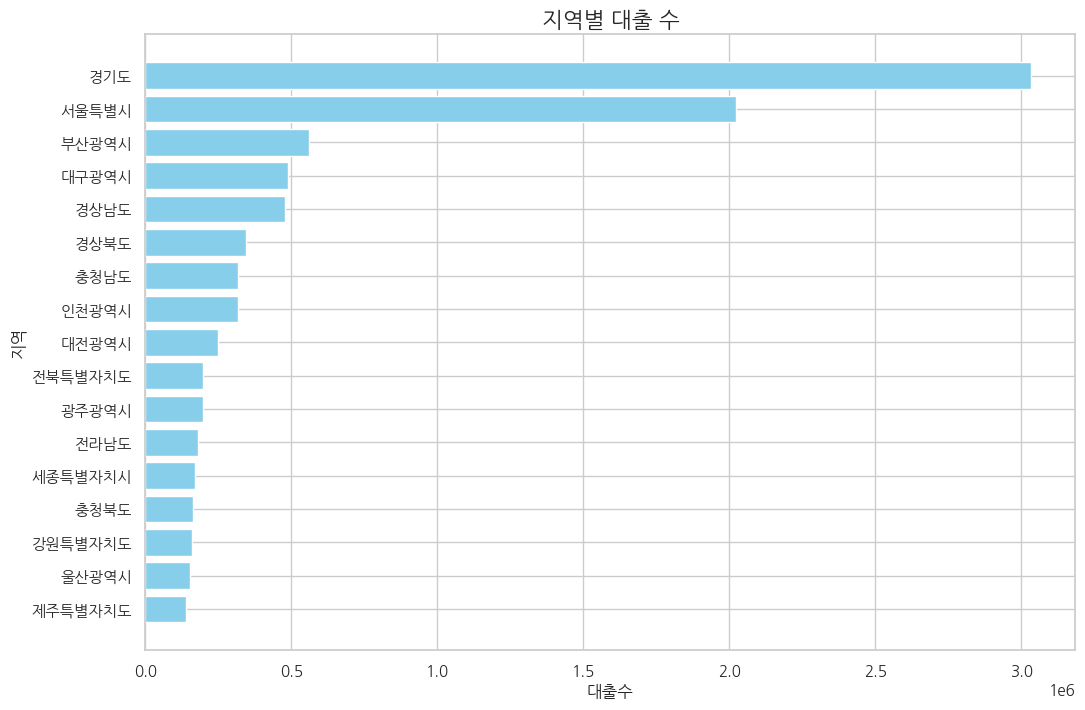 지역별 대출 수
지역
경기도
서울특별시
부산광역시
대구광역시
경상남도
경상북도
충청남도
인천광역시
대전광역시
전북특별자치도
광주광역시
전라남도
세종특별자치시
충청북도
강원특별자치도
울산광역시
제주특별자치도
0.0 0.5 1.0 1.5 2.0 2.5 3.0
대출수
1e6